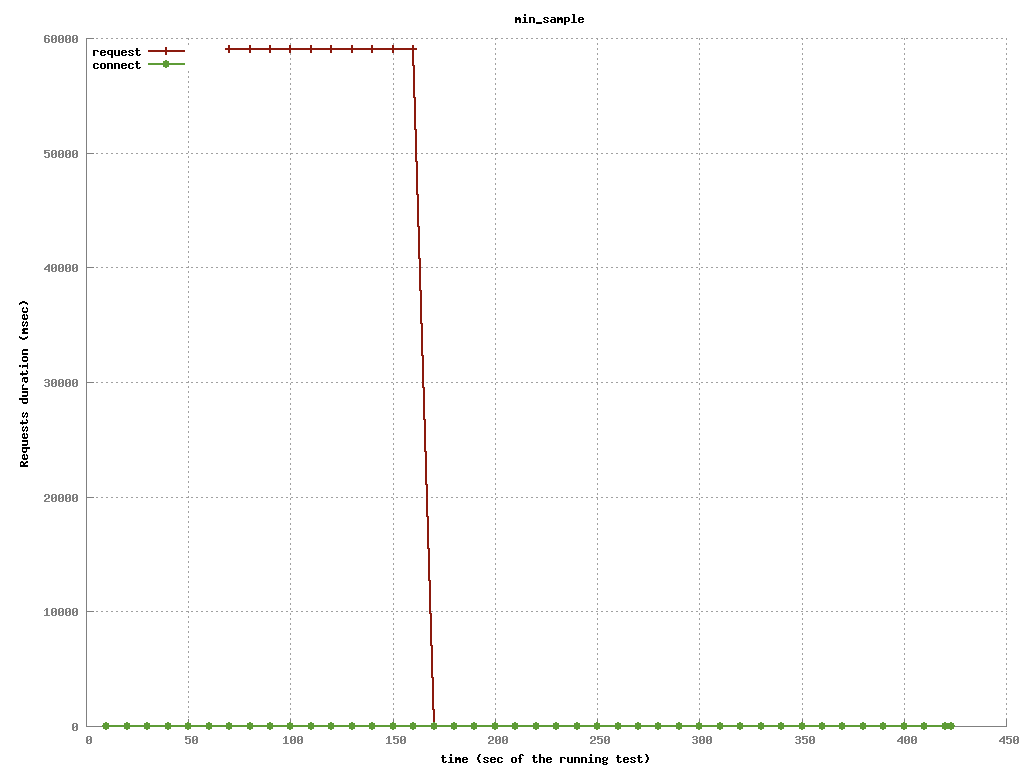 min_sample
request
connect
60000
50000
40000
30000
20000
10000
0
Requests duration (msec)
0 50 100 150 200 250 300 350 400 450
time (sec of the running test)